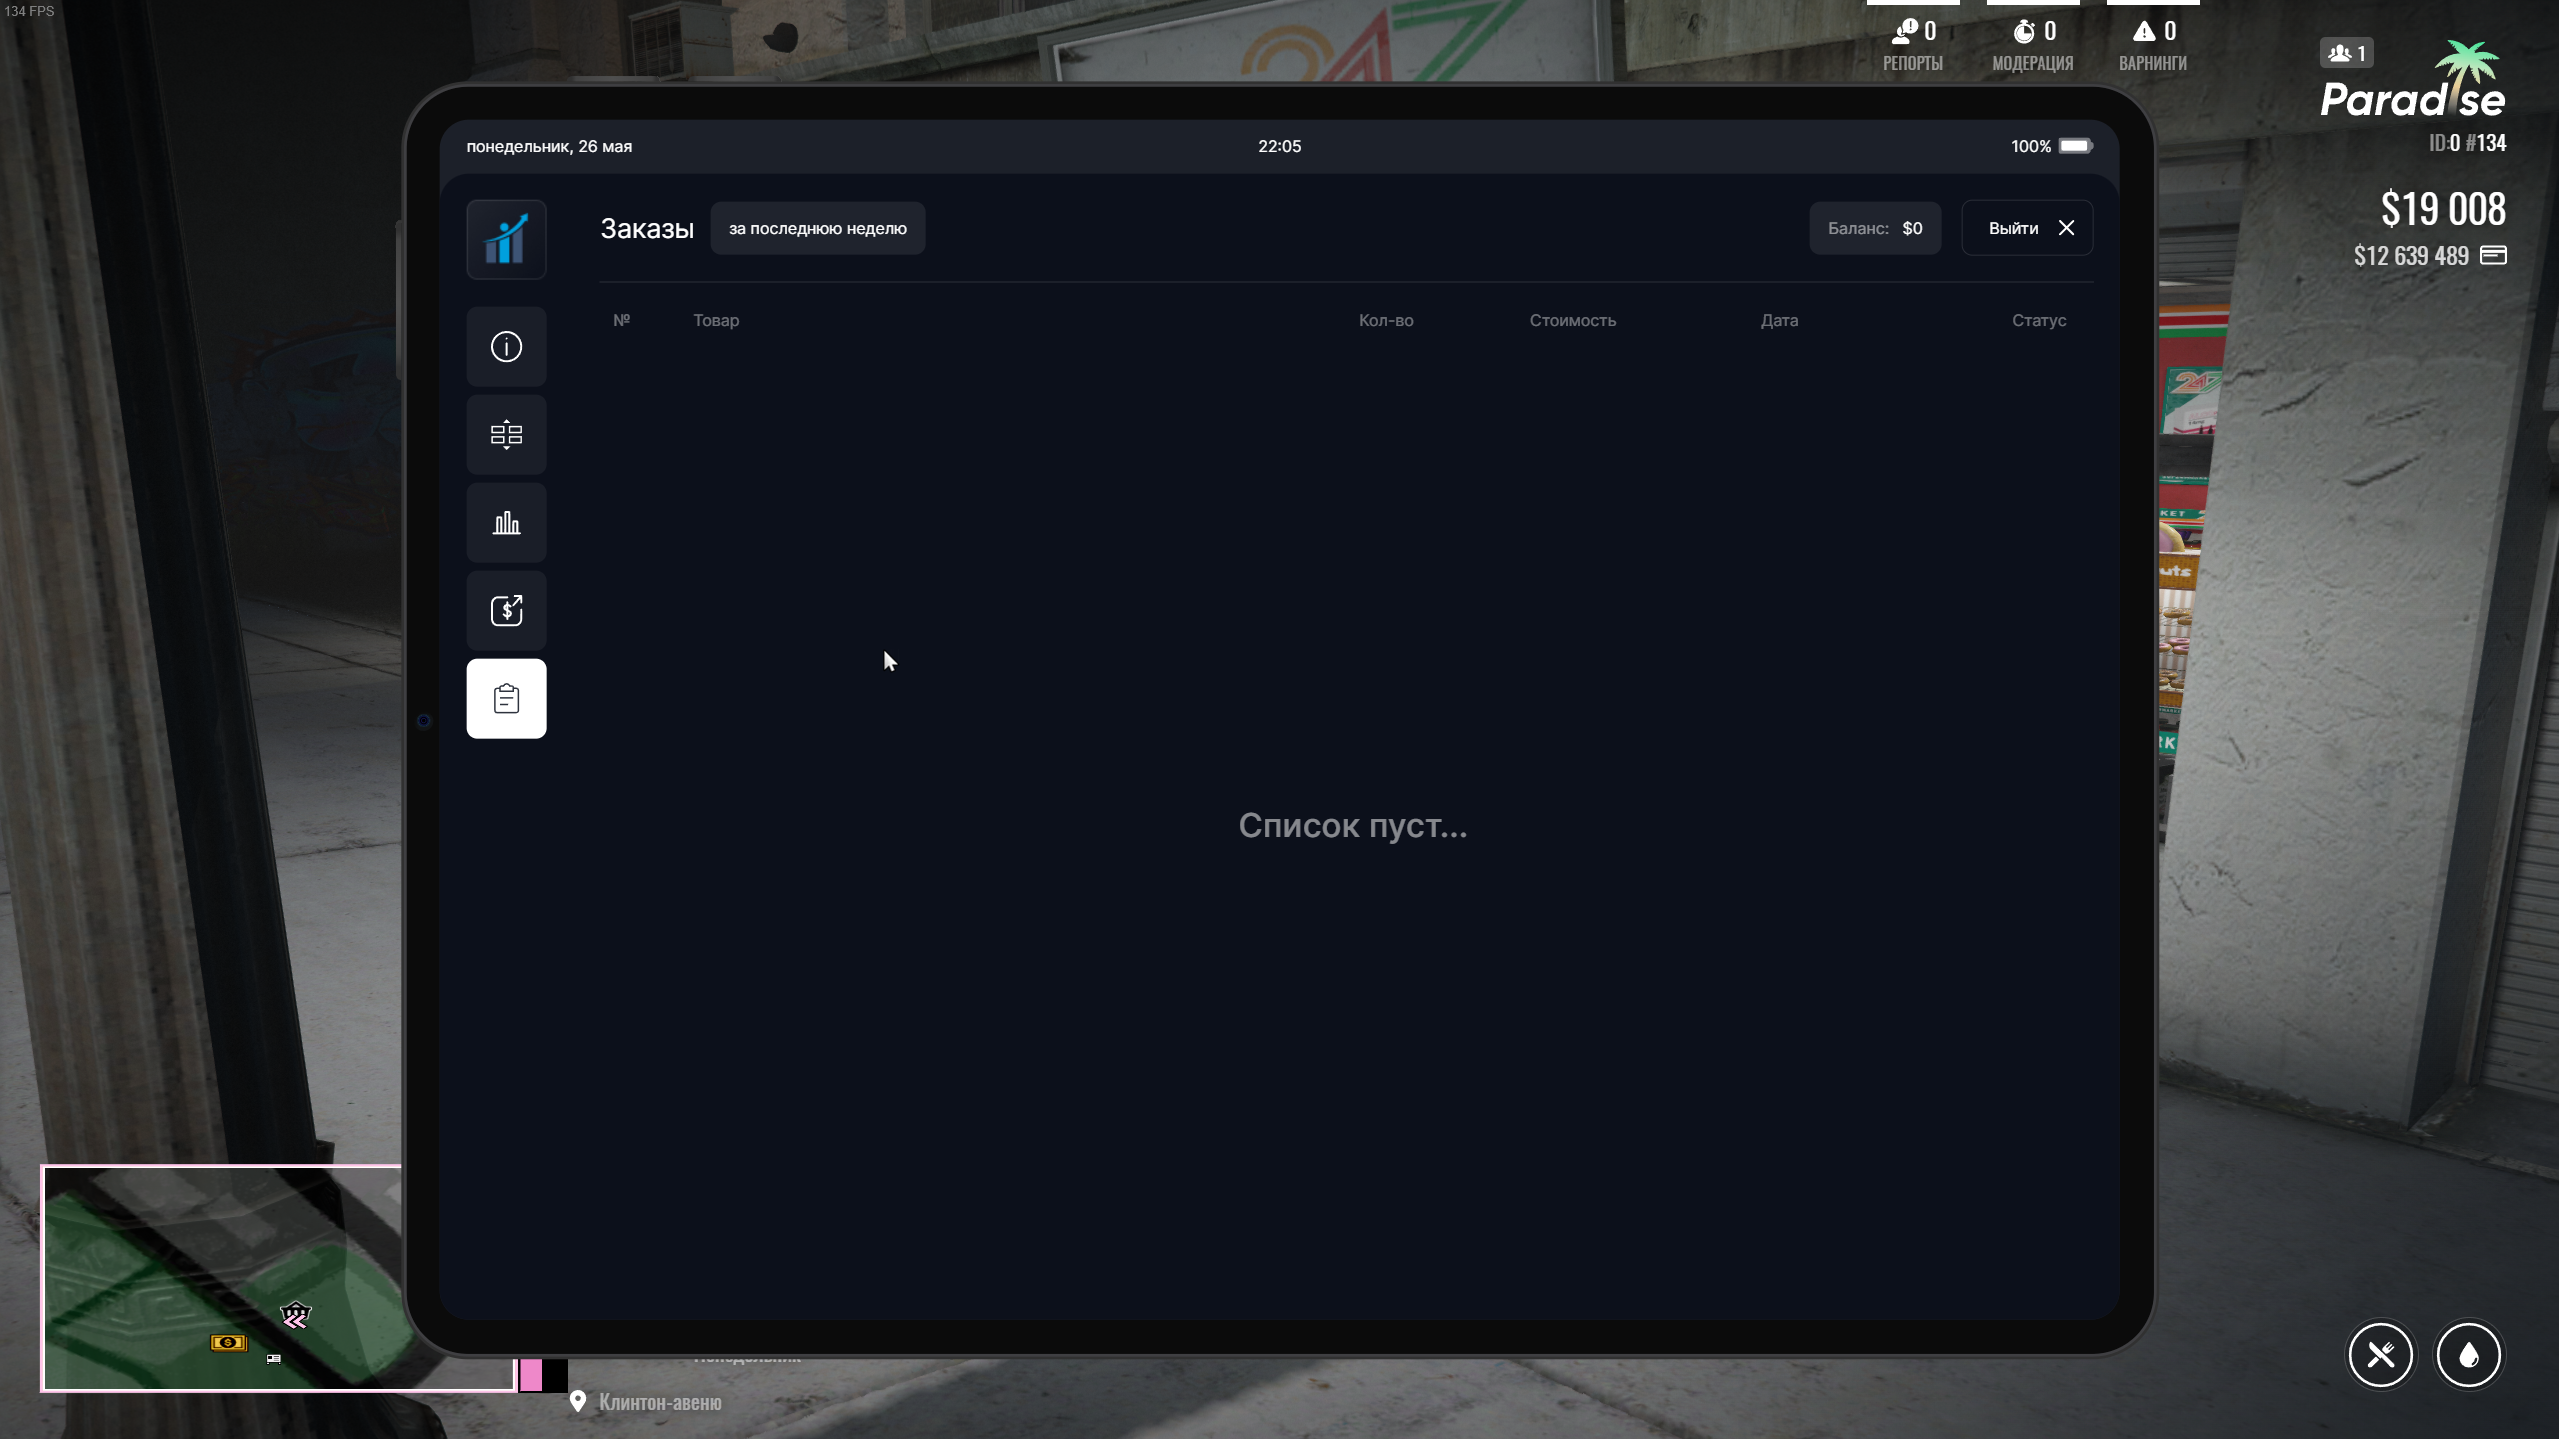 134 FPS
0
РЕПОРТЫ
0
МОДЕРАЦИЯ
0
ВАРНИНГИ
1
Paradise
ID:0 #134
$19 008
$12 639 489
247
понедельник, 26 мая
22:05
100%
Заказы
за последнюю неделю
Баланс: $0
Выйти
№
Товар
Кол-во
Стоимость
Дата
Статус
Список пуст...
247
Клинтон-авеню